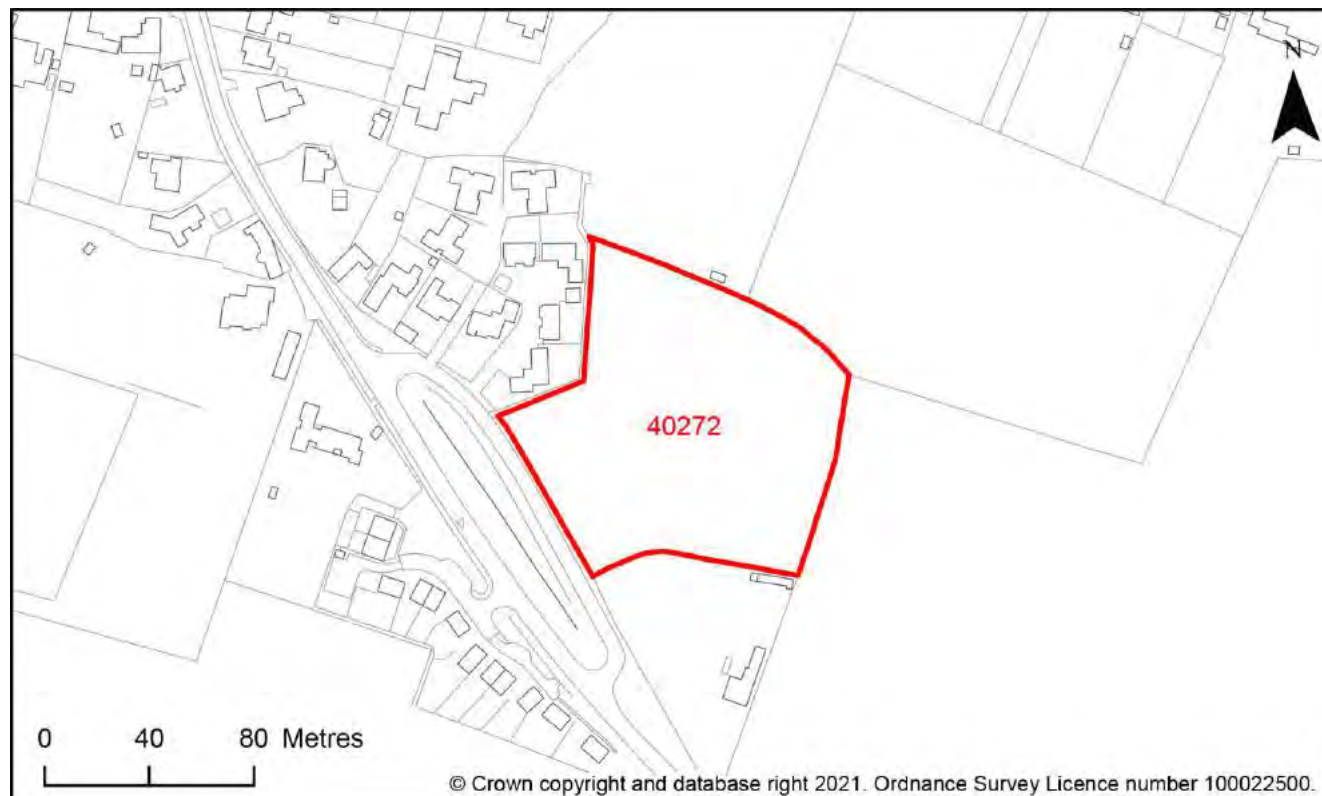 N
40272
0 40 80 Metres
© Crown copyright and database right 2021. Ordnance Survey Licence number 100022500.